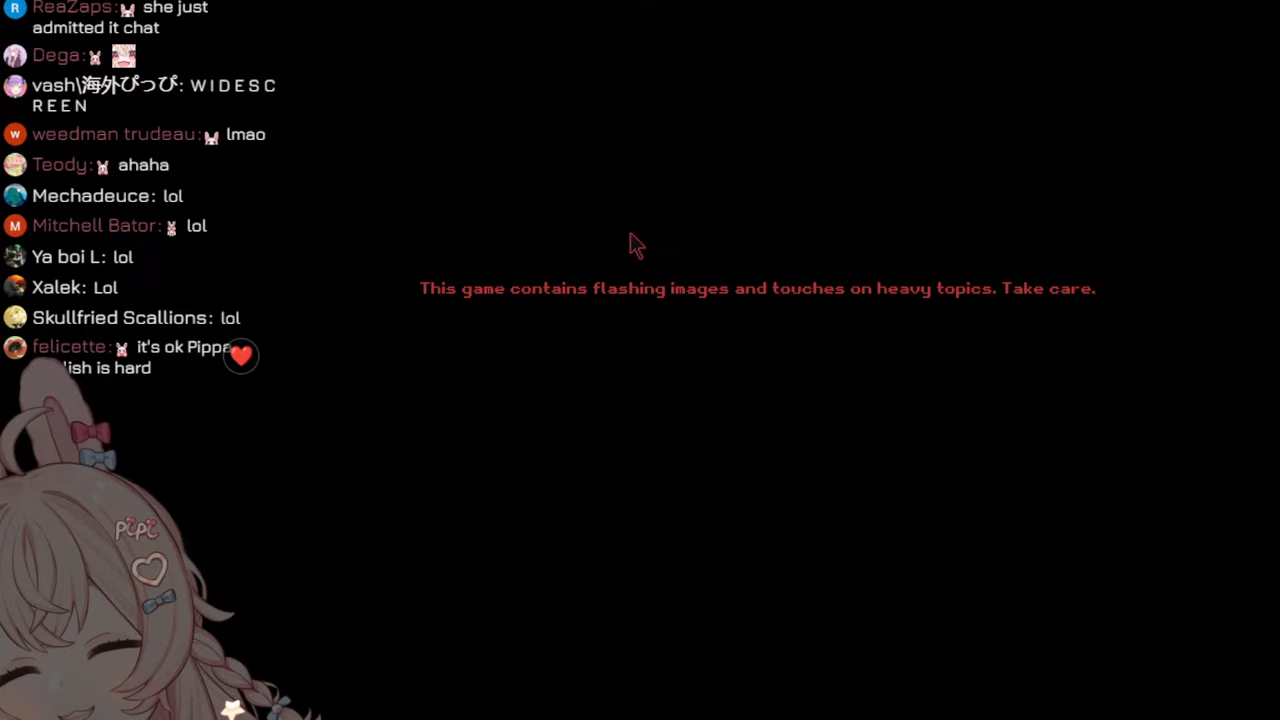 R ReaZaps: she just
admitted it chat
Dega:
vash\海外ぴっぴ: W I D E S C
R E E N
W weedman trudeau: lmao
Teody: ahaha
Mechadeuce: lol
M Mitchell Bator: lol
Ya boi L: lol
Xalek: Lol
Skullfried Scallions: lol
felicette: it's ok Pippa
lish is hard
This game contains flashing images and touches on heavy topics. Take care.
pipi